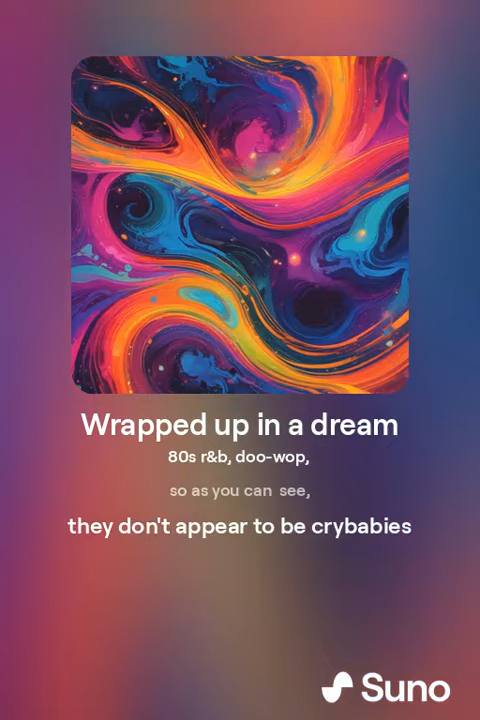 Wrapped up in a dream
80s r&b, doo-wop,
so as you can see,
they don't appear to be crybabies
Suno